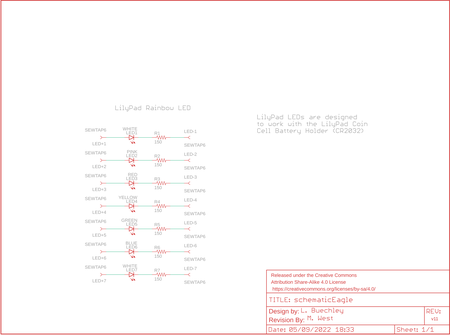 LilyPad Rainbow LED
LilyPad LEDs are designed
to work with the LilyPad Coin
Cell Battery Holder (CR2032)
SEWTAP6 WHITE LED1 R1 150 LED-1
LED+1 SEWTAP6
SEWTAP6 PINK LED2 R2 150 LED-2
LED+2 SEWTAP6
SEWTAP6 RED LED3 R3 150 LED-3
LED+3 SEWTAP6
SEWTAP6 YELLOW LED4 R4 150 LED-4
LED+4 SEWTAP6
SEWTAP6 GREEN LED5 R5 150 LED-5
LED+5 SEWTAP6
SEWTAP6 BLUE LED6 R6 150 LED-6
LED+6 SEWTAP6
SEWTAP6 WHITE LED7 R7 150 LED-7
LED+7 SEWTAP6
Released under the Creative Commons
Attribution Share-Alike 4.0 License
https://creativecommons.org/licenses/by-sa/4.0/
TITLE: schematicEagle
Design by: L. Buechley
REV:
Revision By: M. West
Date: 05/09/2022 18:33
Sheet: 1/1